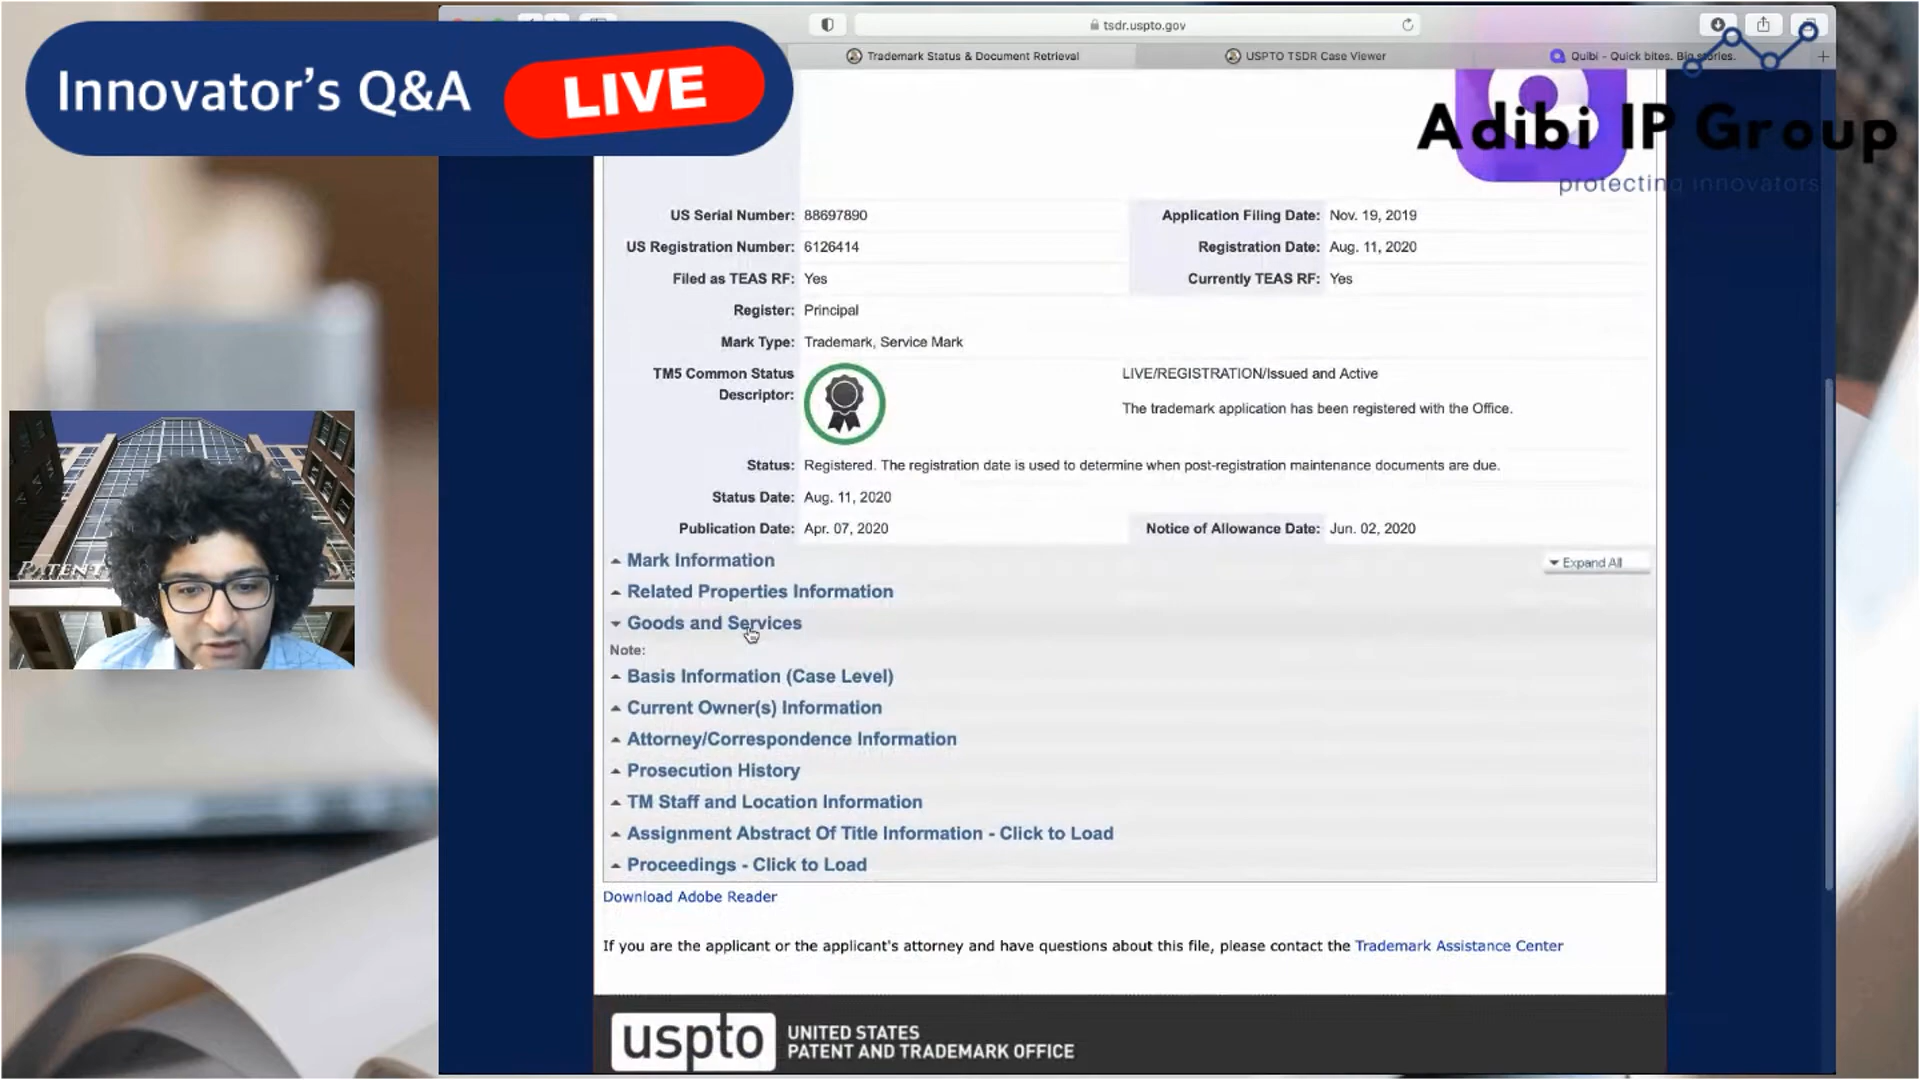 Innovator's Q&A LIVE
tsdr.uspto.gov
Trademark Status & Document Retrieval
USPTO TSDR Case Viewer
Quibi - Quick bites. Big stories.
Adibi IP Group
protecting innovators
US Serial Number: 88697890
Application Filing Date: Nov. 19, 2019
US Registration Number: 6126414
Registration Date: Aug. 11, 2020
Filed as TEAS RF: Yes
Currently TEAS RF: Yes
Register: Principal
Mark Type: Trademark, Service Mark
TM5 Common Status
Descriptor:
LIVE/REGISTRATION/Issued and Active
The trademark application has been registered with the Office.
Status: Registered. The registration date is used to determine when post-registration maintenance documents are due.
Status Date: Aug. 11, 2020
Publication Date: Apr. 07, 2020
Notice of Allowance Date: Jun. 02, 2020
Mark Information
Expand All
Related Properties Information
Goods and Services
Note:
Basis Information (Case Level)
Current Owner(s) Information
Attorney/Correspondence Information
Prosecution History
TM Staff and Location Information
Assignment Abstract Of Title Information - Click to Load
Proceedings - Click to Load
Download Adobe Reader
If you are the applicant or the applicant's attorney and have questions about this file, please contact the Trademark Assistance Center
uspto
UNITED STATES
PATENT AND TRADEMARK OFFICE
PATENT